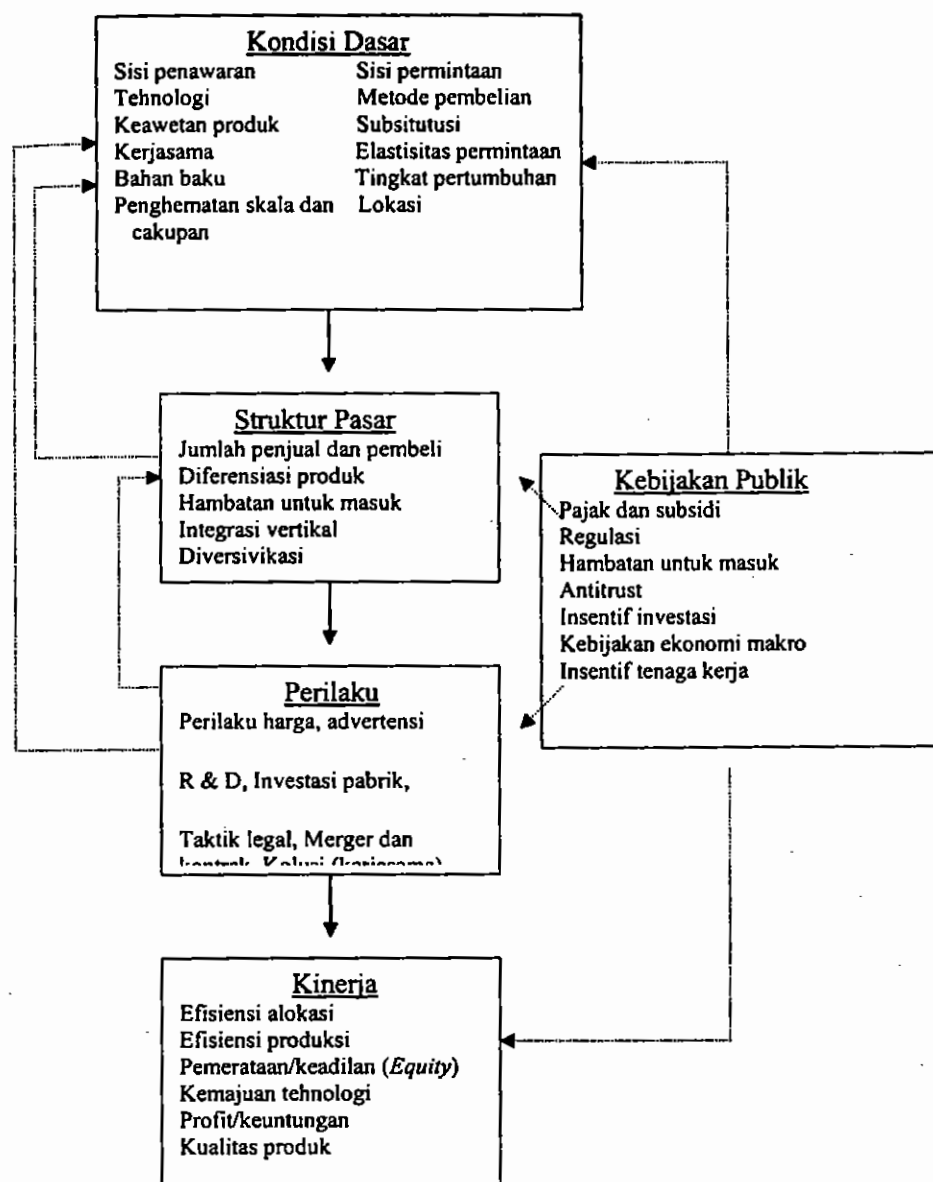 Kondisi Dasar
Sisi penawaran
Tehnologi
Keawetan produk
Kerjasama
Bahan baku
Penghematan skala dan
cakupan
Sisi permintaan
Metode pembelian
Subsitutusi
Elastisitas permintaan
Tingkat pertumbuhan
Lokasi
Struktur Pasar
Jumlah penjual dan pembeli
Diferensiasi produk
Hambatan untuk masuk
Integrasi vertikal
Diversivikasi
Kebijakan Publik
Pajak dan subsidi
Regulasi
Hambatan untuk masuk
Antitrust
Insentif investasi
Kebijakan ekonomi makro
Insentif tenaga kerja
Perilaku
Perilaku harga, advertensi
R & D, Investasi pabrik,
Taktik legal, Merger dan
Kinerja
Efisiensi alokasi
Efisiensi produksi
Pemerataan/keadilan (Equity)
Kemajuan tehnologi
Profit/keuntungan
Kualitas produk